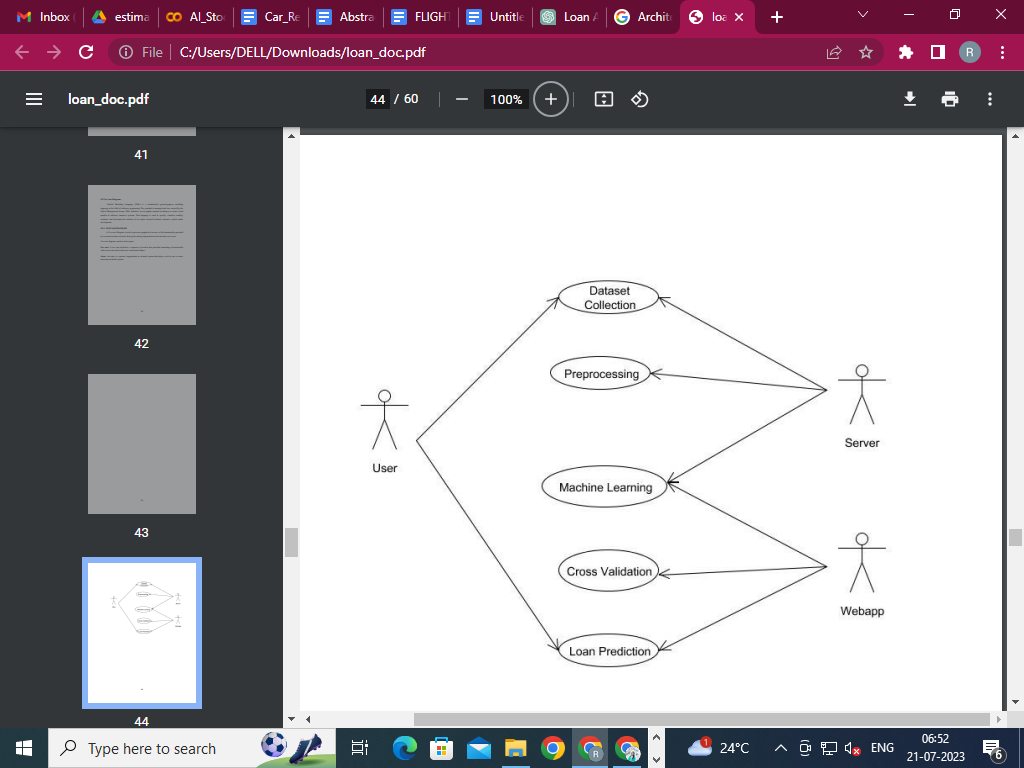 Inbox
estima
AI_Sto
Car_Re
Abstra
FLIGHT
Untitle
Loan A
Archit
loa
File
C:/Users/DELL/Downloads/loan_doc.pdf
R
loan_doc.pdf
44 / 60
100%
41
42
43
44
Dataset
Collection
Preprocessing
Machine Learning
Cross Validation
Loan Prediction
User
Server
Webapp
Type here to search
R
1
24°C
ENG
06:52
21-07-2023
6